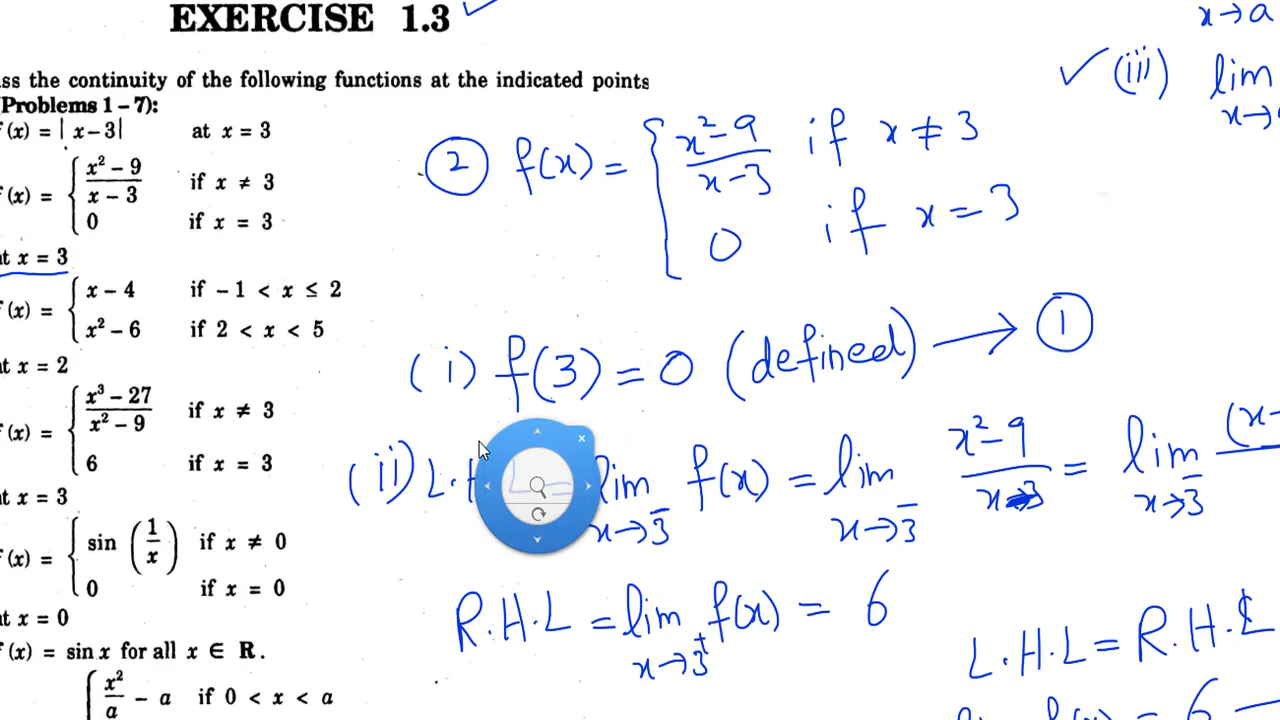 EXERCISE 1.3
ss the continuity of the following functions at the indicated points
(Problems 1 – 7):
(x) = | x – 3| at x = 3
(x) = { x² – 9 / x – 3 if x ≠ 3
0 if x = 3
at x = 3
(x) = { x – 4 if – 1 < x ≤ 2
x² – 6 if 2 < x < 5
at x = 2
(x) = { x³ – 27 / x² – 9 if x ≠ 3
6 if x = 3
at x = 3
(x) = { sin (1/x) if x ≠ 0
0 if x = 0
at x = 0
(x) = sin x for all x ∈ R.
{ x²/a – a if 0 < x < a
x→a
(iii) lim
x→
② f(x) = { x²–9 / x–3 if x ≠ 3
0 if x = 3
(i) f(3) = 0 (defined) → ①
(ii) L. lim x→3⁻ f(x) = lim x→3⁻ x²–9 / x–3 = lim x→3⁻ (x-
R.H.L = lim x→3⁺ f(x) = 6
L.H.L = R.H.L
f(x) = 6 —